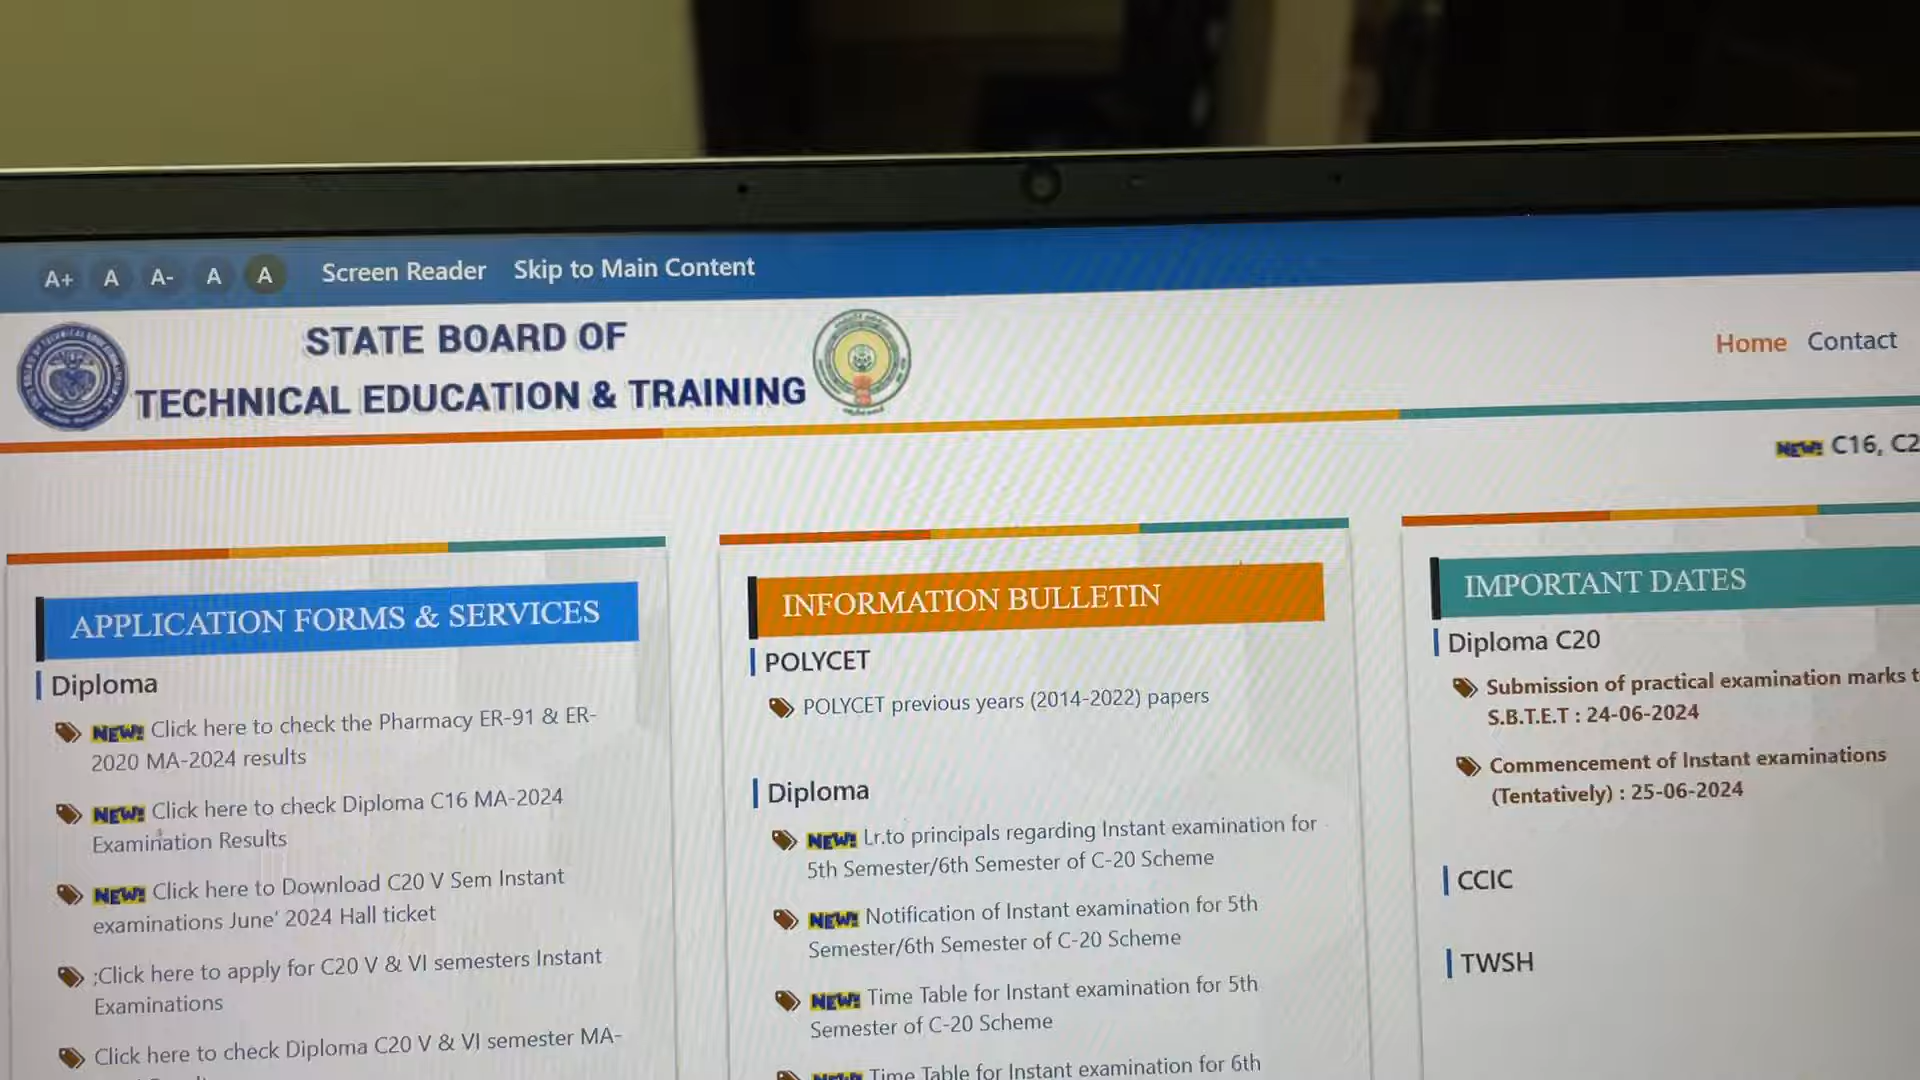 A+ A A- A A Screen Reader Skip to Main Content
STATE BOARD OF
TECHNICAL EDUCATION & TRAINING
Home Contact
NEW! C16, C2
APPLICATION FORMS & SERVICES
Diploma
NEW! Click here to check the Pharmacy ER-91 & ER-
2020 MA-2024 results
NEW! Click here to check Diploma C16 MA-2024
Examination Results
NEW! Click here to Download C20 V Sem Instant
examinations June' 2024 Hall ticket
;Click here to apply for C20 V & VI semesters Instant
Examinations
Click here to check Diploma C20 V & VI semester MA-
INFORMATION BULLETIN
POLYCET
POLYCET previous years (2014-2022) papers
Diploma
NEW! Lr.to principals regarding Instant examination for
5th Semester/6th Semester of C-20 Scheme
NEW! Notification of Instant examination for 5th
Semester/6th Semester of C-20 Scheme
NEW! Time Table for Instant examination for 5th
Semester of C-20 Scheme
NEW! Time Table for Instant examination for 6th
IMPORTANT DATES
Diploma C20
Submission of practical examination marks t
S.B.T.E.T : 24-06-2024
Commencement of Instant examinations
(Tentatively) : 25-06-2024
CCIC
TWSH